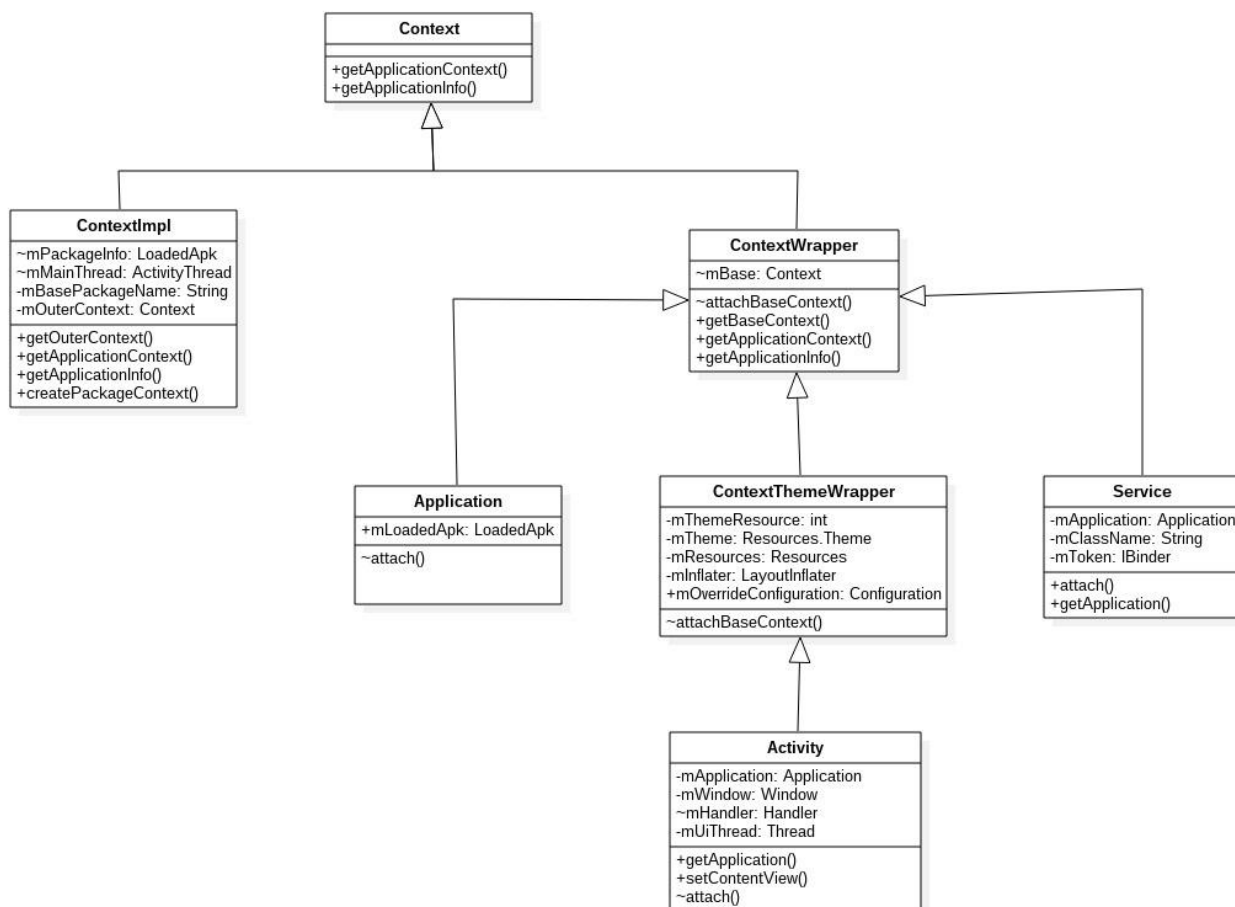 Context
+getApplicationContext()
+getApplicationInfo()
ContextImpl
~mPackageInfo: LoadedApk
~mMainThread: ActivityThread
-mBasePackageName: String
-mOuterContext: Context
+getOuterContext()
+getApplicationContext()
+getApplicationInfo()
+createPackageContext()
ContextWrapper
~mBase: Context
~attachBaseContext()
+getBaseContext()
+getApplicationContext()
+getApplicationInfo()
Application
+mLoadedApk: LoadedApk
~attach()
ContextThemeWrapper
-mThemeResource: int
-mTheme: Resources.Theme
-mResources: Resources
-mInflater: LayoutInflater
+mOverrideConfiguration: Configuration
~attachBaseContext()
Service
-mApplication: Application
-mClassName: String
-mToken: IBinder
+attach()
+getApplication()
Activity
-mApplication: Application
-mWindow: Window
~mHandler: Handler
-mUiThread: Thread
+getApplication()
+setContentView()
~attach()